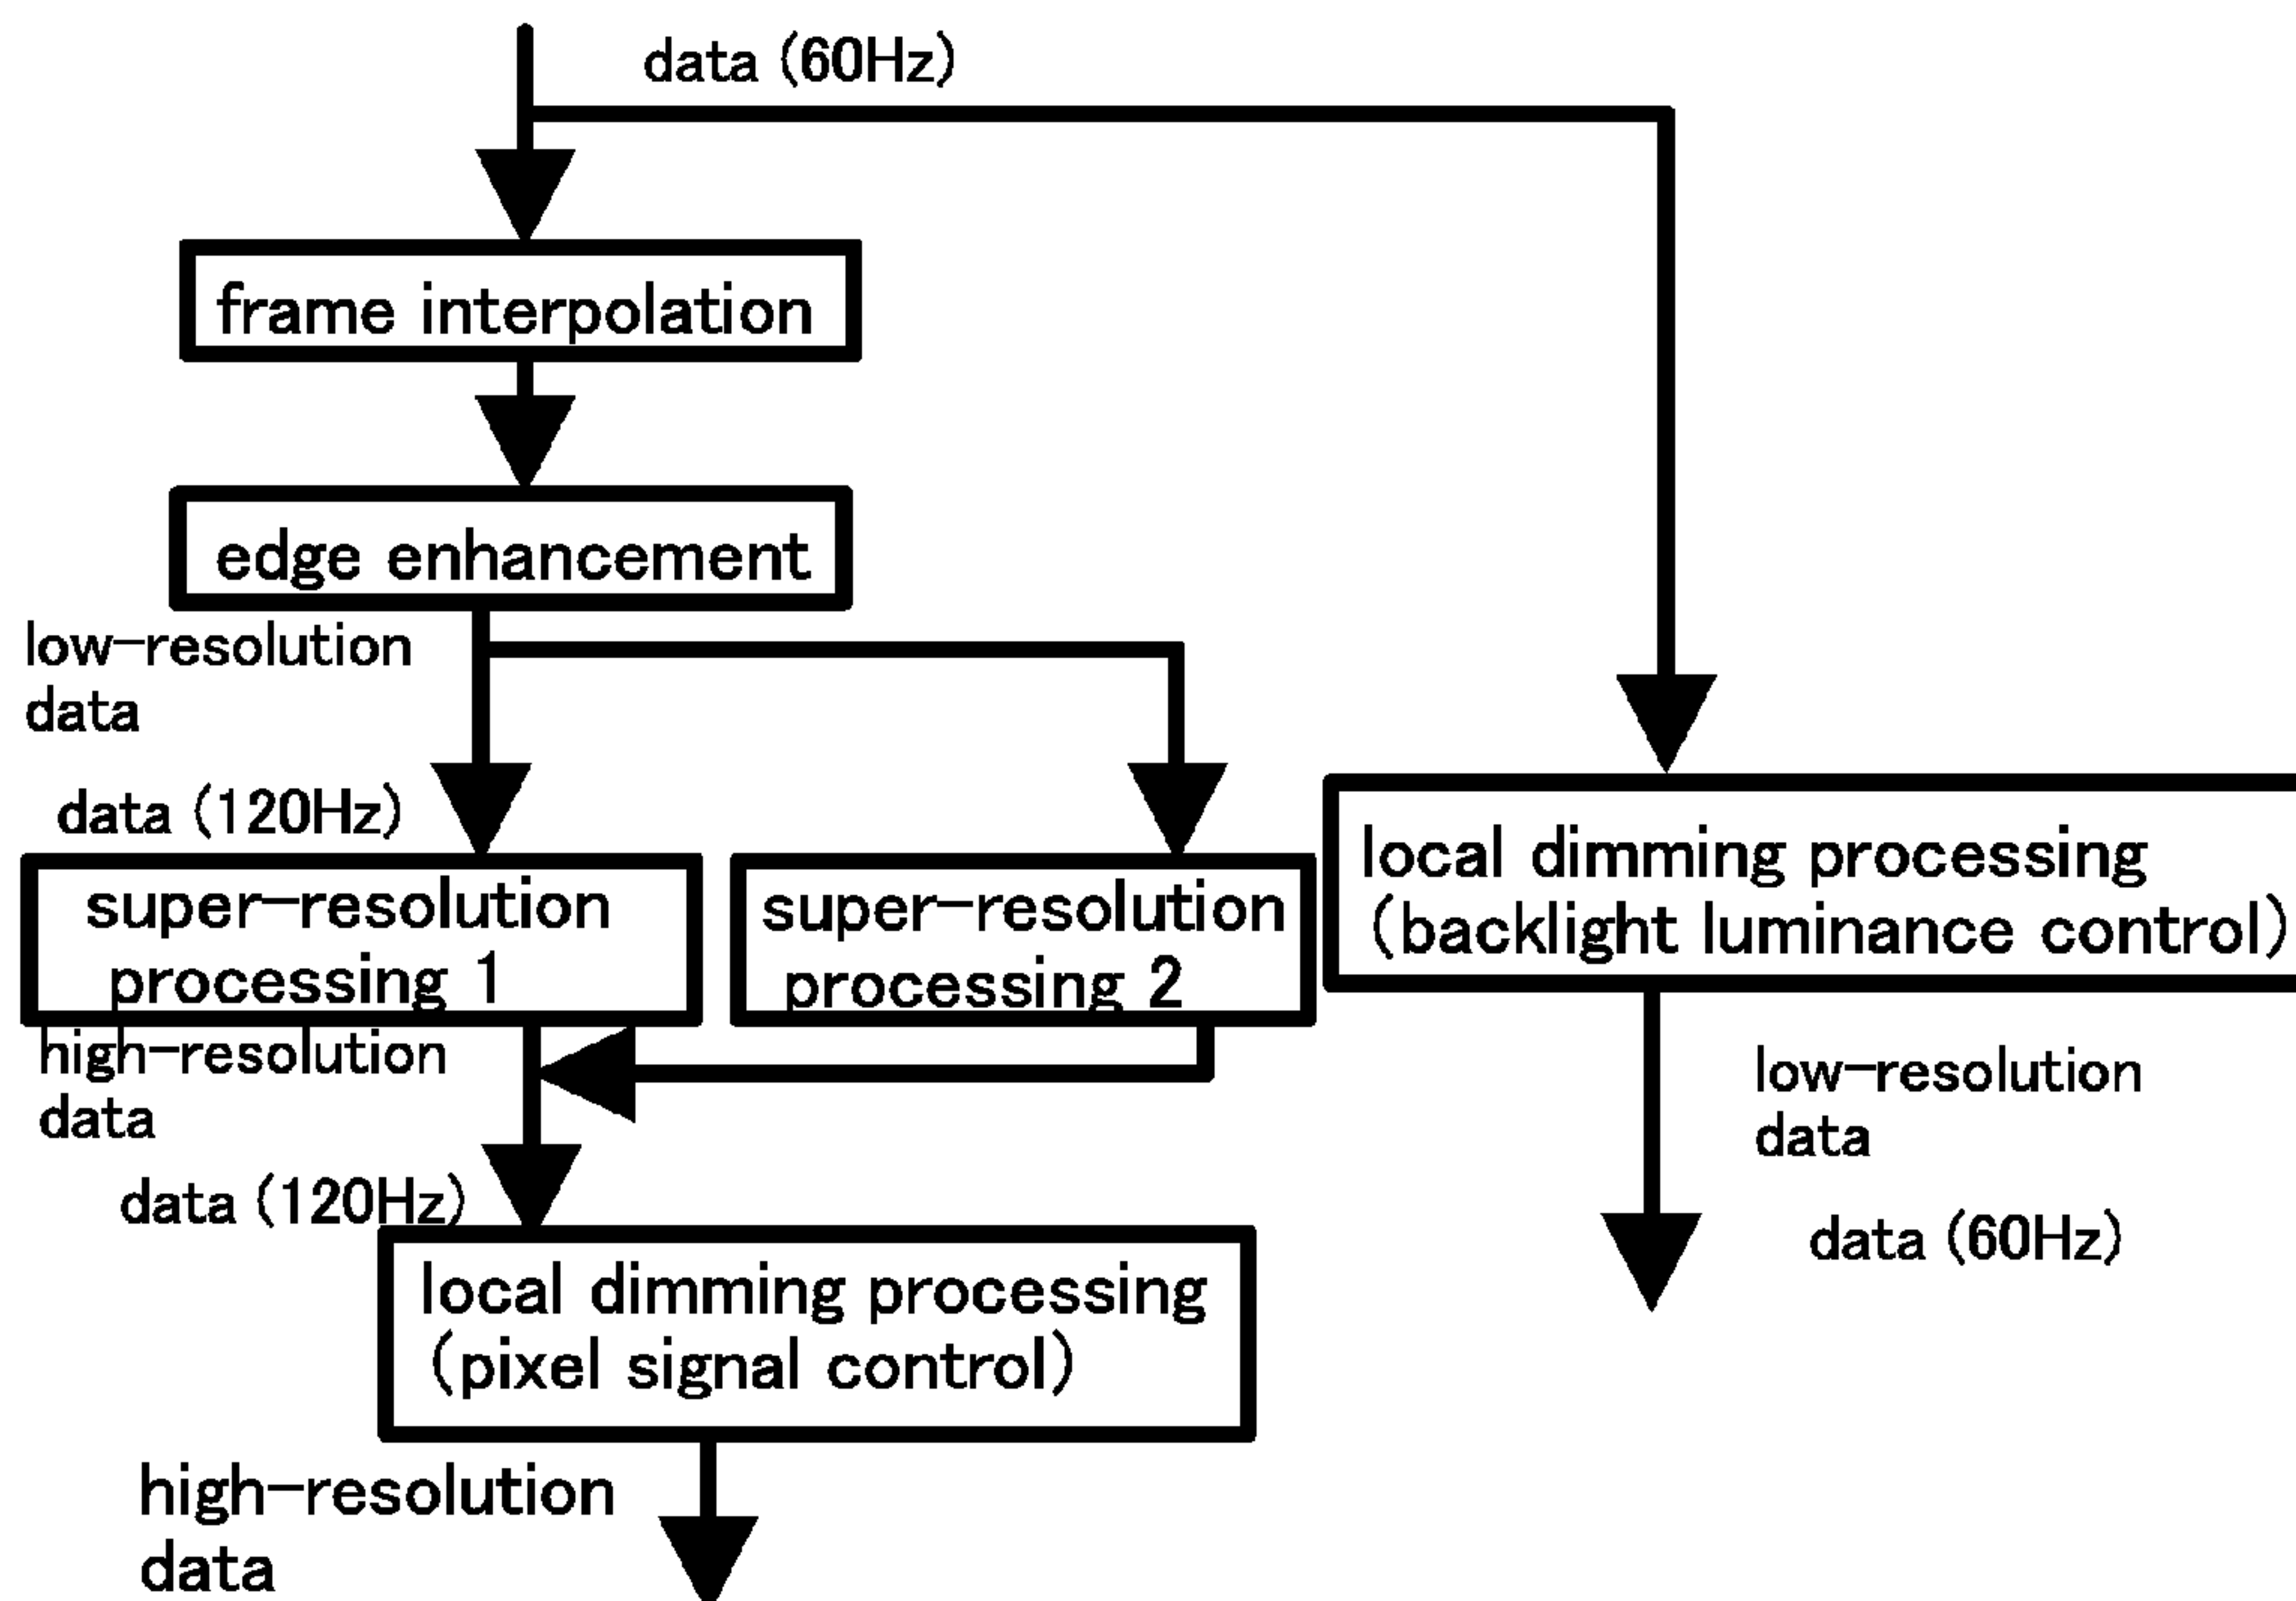 data (60Hz)
frame interpolation
edge enhancement
low-resolution
data
data (120Hz)
super-resolution
processing 1
super-resolution
processing 2
local dimming processing
(backlight luminance control)
high-resolution
data
data (120Hz)
low-resolution
data
data (60Hz)
local dimming processing
(pixel signal control)
high-resolution
data